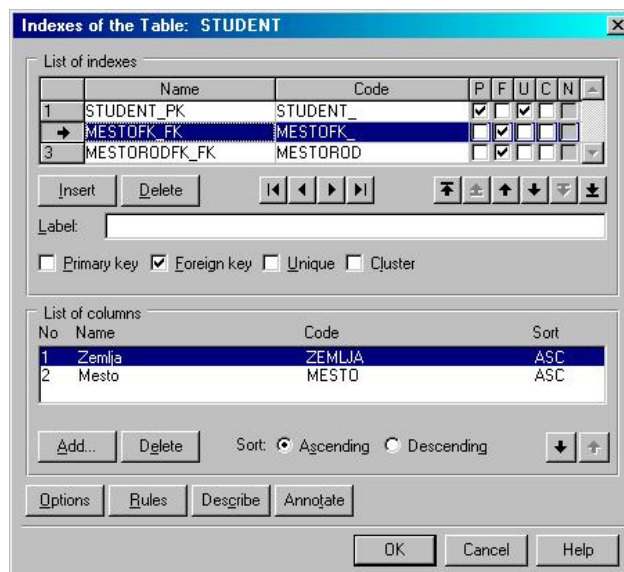 Indexes of the Table: STUDENT
List of indexes
Name Code P F U C N
1 STUDENT_PK STUDENT_
MESTOFK_FK MESTOFK_
3 MESTORODFK_FK MESTOROD
Insert Delete
Label:
Primary key Foreign key Unique Cluster
List of columns
No Name Code Sort
1 Zemlja ZEMLJA ASC
2 Mesto MESTO ASC
Add... Delete Sort: Ascending Descending
Options Rules Describe Annotate
OK Cancel Help